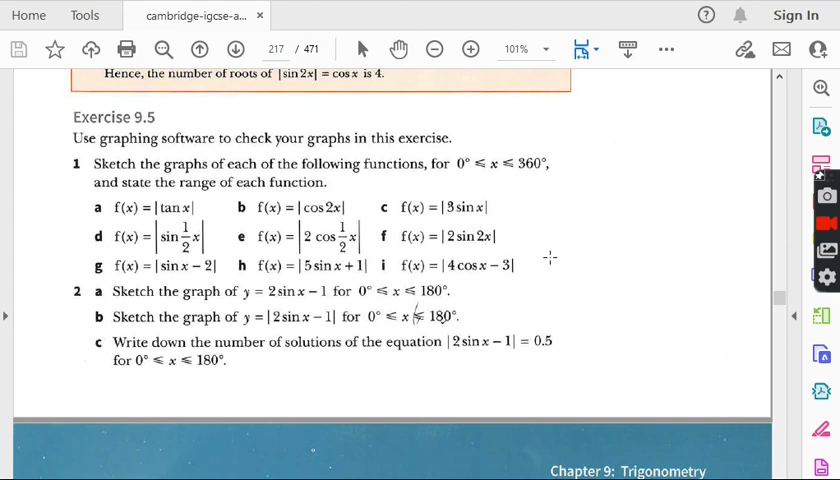 Home Tools cambridge-igcse-a... × Sign In
217 / 471 101%
Hence, the number of roots of |sin 2x| = cos x is 4.
Exercise 9.5
Use graphing software to check your graphs in this exercise.
1 Sketch the graphs of each of the following functions, for 0° ⩽ x ⩽ 360°,
and state the range of each function.
a f(x) = |tan x| b f(x) = |cos 2x| c f(x) = |3 sin x|
d f(x) = |sin 1/2 x| e f(x) = |2 cos 1/2 x| f f(x) = |2 sin 2x|
g f(x) = |sin x − 2| h f(x) = |5 sin x + 1| i f(x) = |4 cos x − 3|
2 a Sketch the graph of y = 2 sin x − 1 for 0° ⩽ x ⩽ 180°.
b Sketch the graph of y = |2 sin x − 1| for 0° ⩽ x ⩽ 180°.
c Write down the number of solutions of the equation |2 sin x − 1| = 0.5
for 0° ⩽ x ⩽ 180°.
Chapter 9: Trigonometry